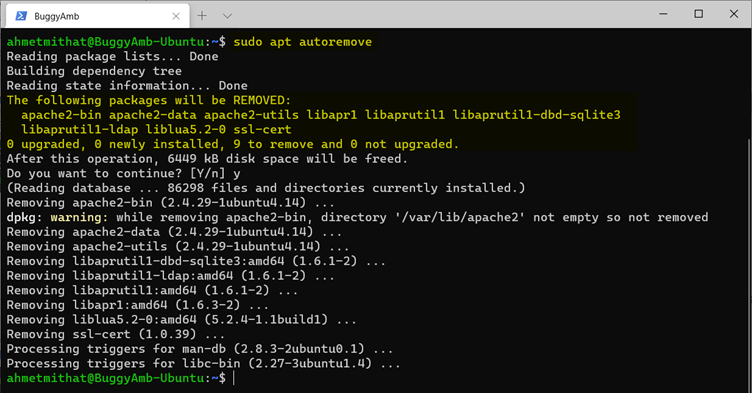 BuggyAmb
ahmetmithat@BuggyAmb-Ubuntu:~$ sudo apt autoremove
Reading package lists... Done
Building dependency tree
Reading state information... Done
The following packages will be REMOVED:
  apache2-bin apache2-data apache2-utils libapr1 libaprutil1 libaprutil1-dbd-sqlite3
  libaprutil1-ldap liblua5.2-0 ssl-cert
0 upgraded, 0 newly installed, 9 to remove and 0 not upgraded.
After this operation, 6449 kB disk space will be freed.
Do you want to continue? [Y/n] y
(Reading database ... 86298 files and directories currently installed.)
Removing apache2-bin (2.4.29-1ubuntu4.14) ...
dpkg: warning: while removing apache2-bin, directory '/var/lib/apache2' not empty so not removed
Removing apache2-data (2.4.29-1ubuntu4.14) ...
Removing apache2-utils (2.4.29-1ubuntu4.14) ...
Removing libaprutil1-dbd-sqlite3:amd64 (1.6.1-2) ...
Removing libaprutil1-ldap:amd64 (1.6.1-2) ...
Removing libaprutil1:amd64 (1.6.1-2) ...
Removing libapr1:amd64 (1.6.3-2) ...
Removing liblua5.2-0:amd64 (5.2.4-1.1build1) ...
Removing ssl-cert (1.0.39) ...
Processing triggers for man-db (2.8.3-2ubuntu0.1) ...
Processing triggers for libc-bin (2.27-3ubuntu1.4) ...
ahmetmithat@BuggyAmb-Ubuntu:~$